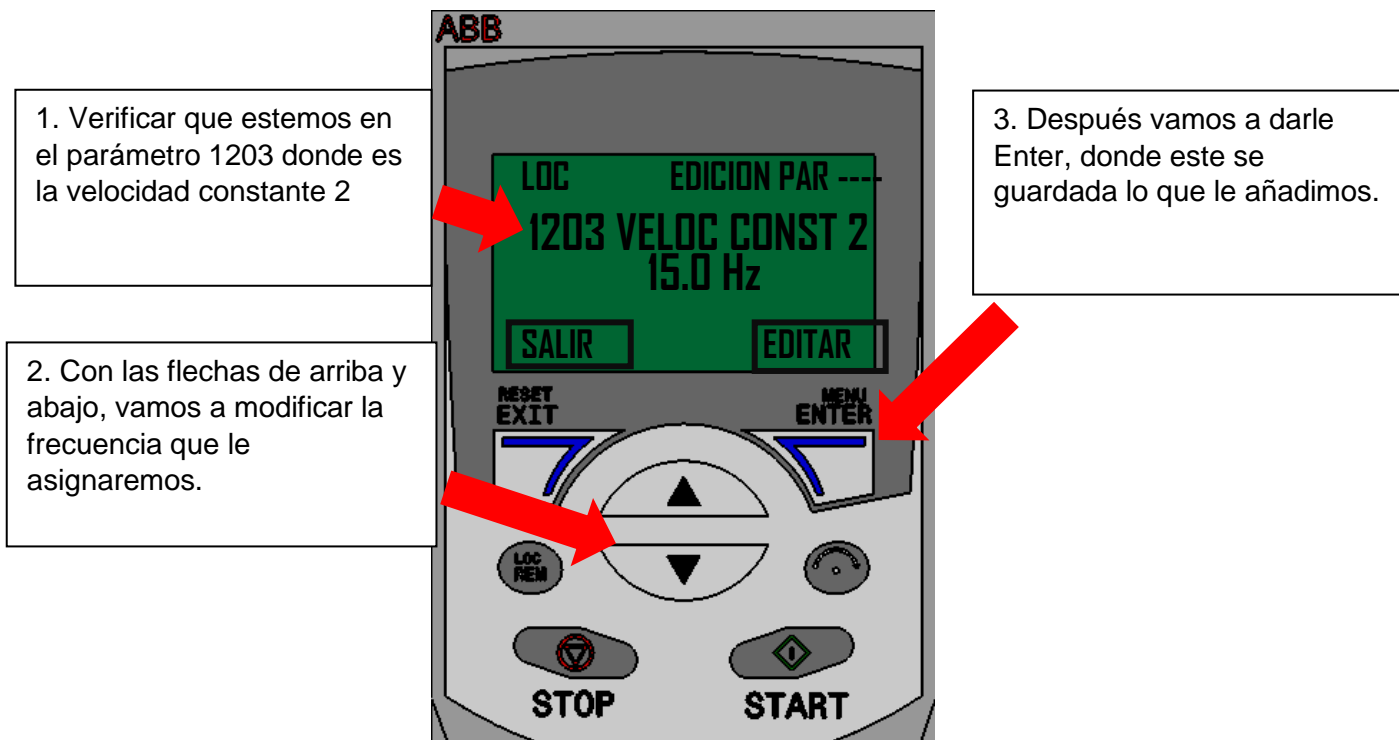 ABB
1. Verificar que estemos en
el parámetro 1203 donde es
la velocidad constante 2
3. Después vamos a darle
Enter, donde este se
guardada lo que le añadimos.
LOC EDICION PAR ----
1203 VELOC CONST 2
15.0 Hz
SALIR EDITAR
2. Con las flechas de arriba y
abajo, vamos a modificar la
frecuencia que le
asignaremos.
RESET
EXIT
MENU
ENTER
LOC
REM
STOP START